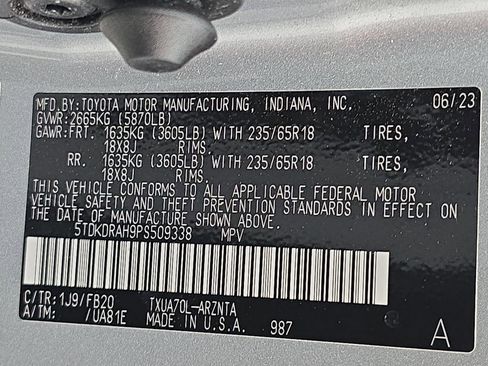 MFD.BY:TOYOTA MOTOR MANUFACTURING, INDIANA, INC. 06/23
GVWR:2665KG (5870LB)
GAWR:FRT. 1635KG (3605LB) WITH 235/65R18 TIRES,
18X8J RIMS.
RR. 1635KG (3605LB) WITH 235/65R18 TIRES,
18X8J RIMS.
THIS VEHICLE CONFORMS TO ALL APPLICABLE FEDERAL MOTOR
VEHICLE SAFETY AND THEFT PREVENTION STANDARDS IN EFFECT ON
THE DATE OF MANUFACTURE SHOWN ABOVE.
5TDKDRAH9PS509338 MPV
C/TR:1J9/FB20 TXUA70L-ARZNTA
A/TM: /UA81E MADE IN U.S.A. 987 A